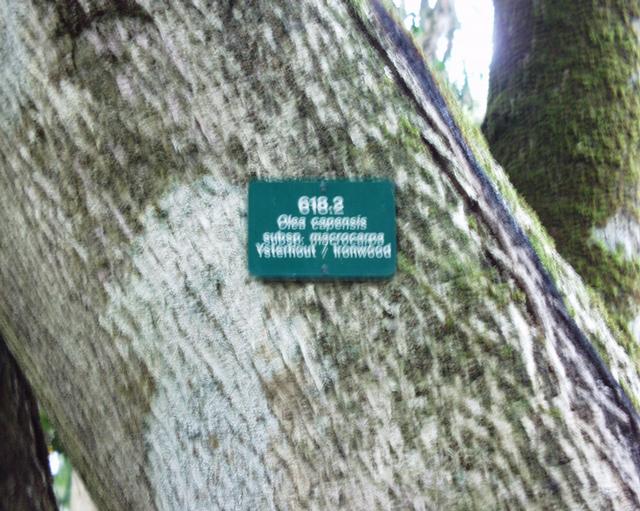 618.2
Olea capensis
subsp. macrocarpa
Ysterhout / Ironwood